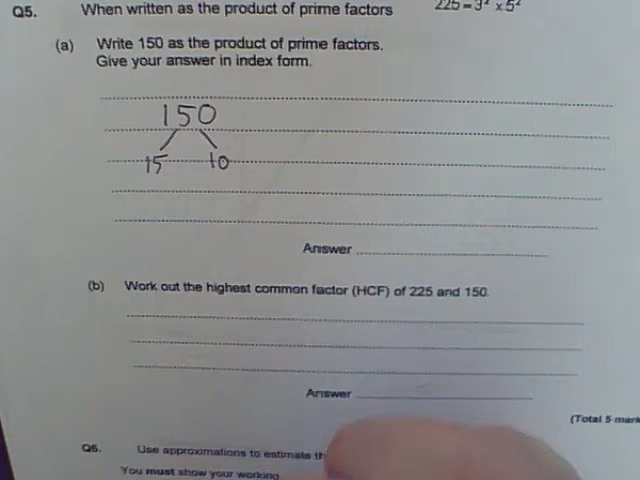 Q5. When written as the product of prime factors 225 = 3² x 5²
(a) Write 150 as the product of prime factors.
Give your answer in index form.
150
15 10
Answer
(b) Work out the highest common factor (HCF) of 225 and 150.
Answer
(Total 5 mark
Q6. Use approximations to estimate th
You must show your working